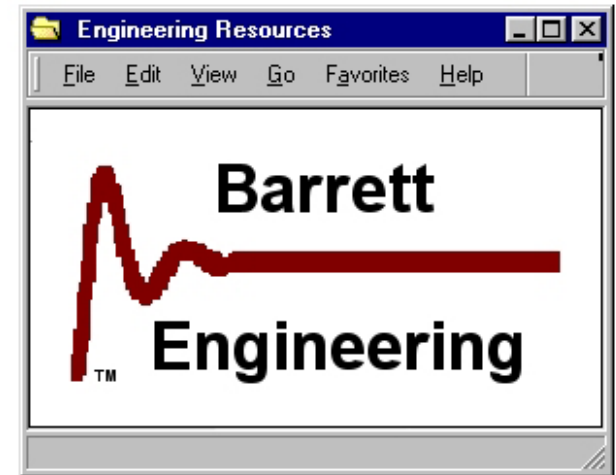 Engineering Resources
File Edit View Go Favorites Help
Barrett
Engineering
TM